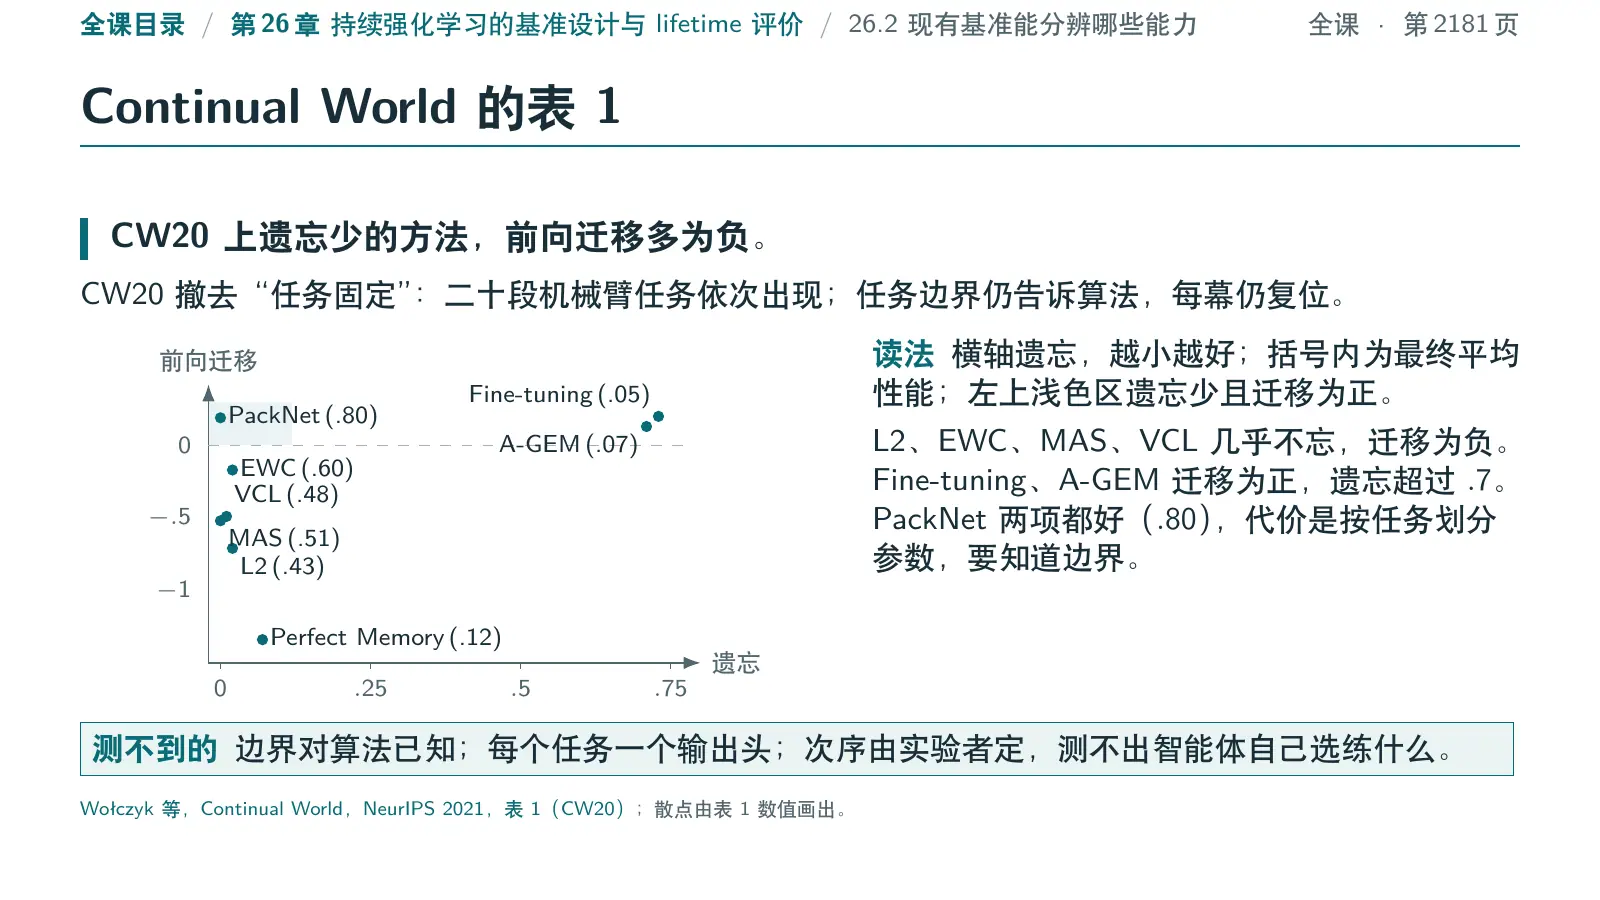 全课目录 / 第 26 章 持续强化学习的基准设计与 lifetime 评价 / 26.2 现有基准能分辨哪些能力 全课 · 第 2181 页
Continual World 的表 1
CW20 上遗忘少的方法，前向迁移多为负。
CW20 撤去“任务固定”：二十段机械臂任务依次出现；任务边界仍告诉算法，每幕仍复位。
前向迁移
Fine-tuning (.05)
PackNet (.80)
0
A-GEM (.07)
EWC (.60)
VCL (.48)
−.5
MAS (.51)
L2 (.43)
−1
Perfect Memory (.12)
遗忘
0 .25 .5 .75
读法 横轴遗忘，越小越好；括号内为最终平均
性能；左上浅色区遗忘少且迁移为正。
L2、EWC、MAS、VCL 几乎不忘，迁移为负。
Fine-tuning、A-GEM 迁移为正，遗忘超过 .7。
PackNet 两项都好（.80），代价是按任务划分
参数，要知道边界。
测不到的 边界对算法已知；每个任务一个输出头；次序由实验者定，测不出智能体自己选练什么。
Wołczyk 等，Continual World，NeurIPS 2021，表 1（CW20）；散点由表 1 数值画出。